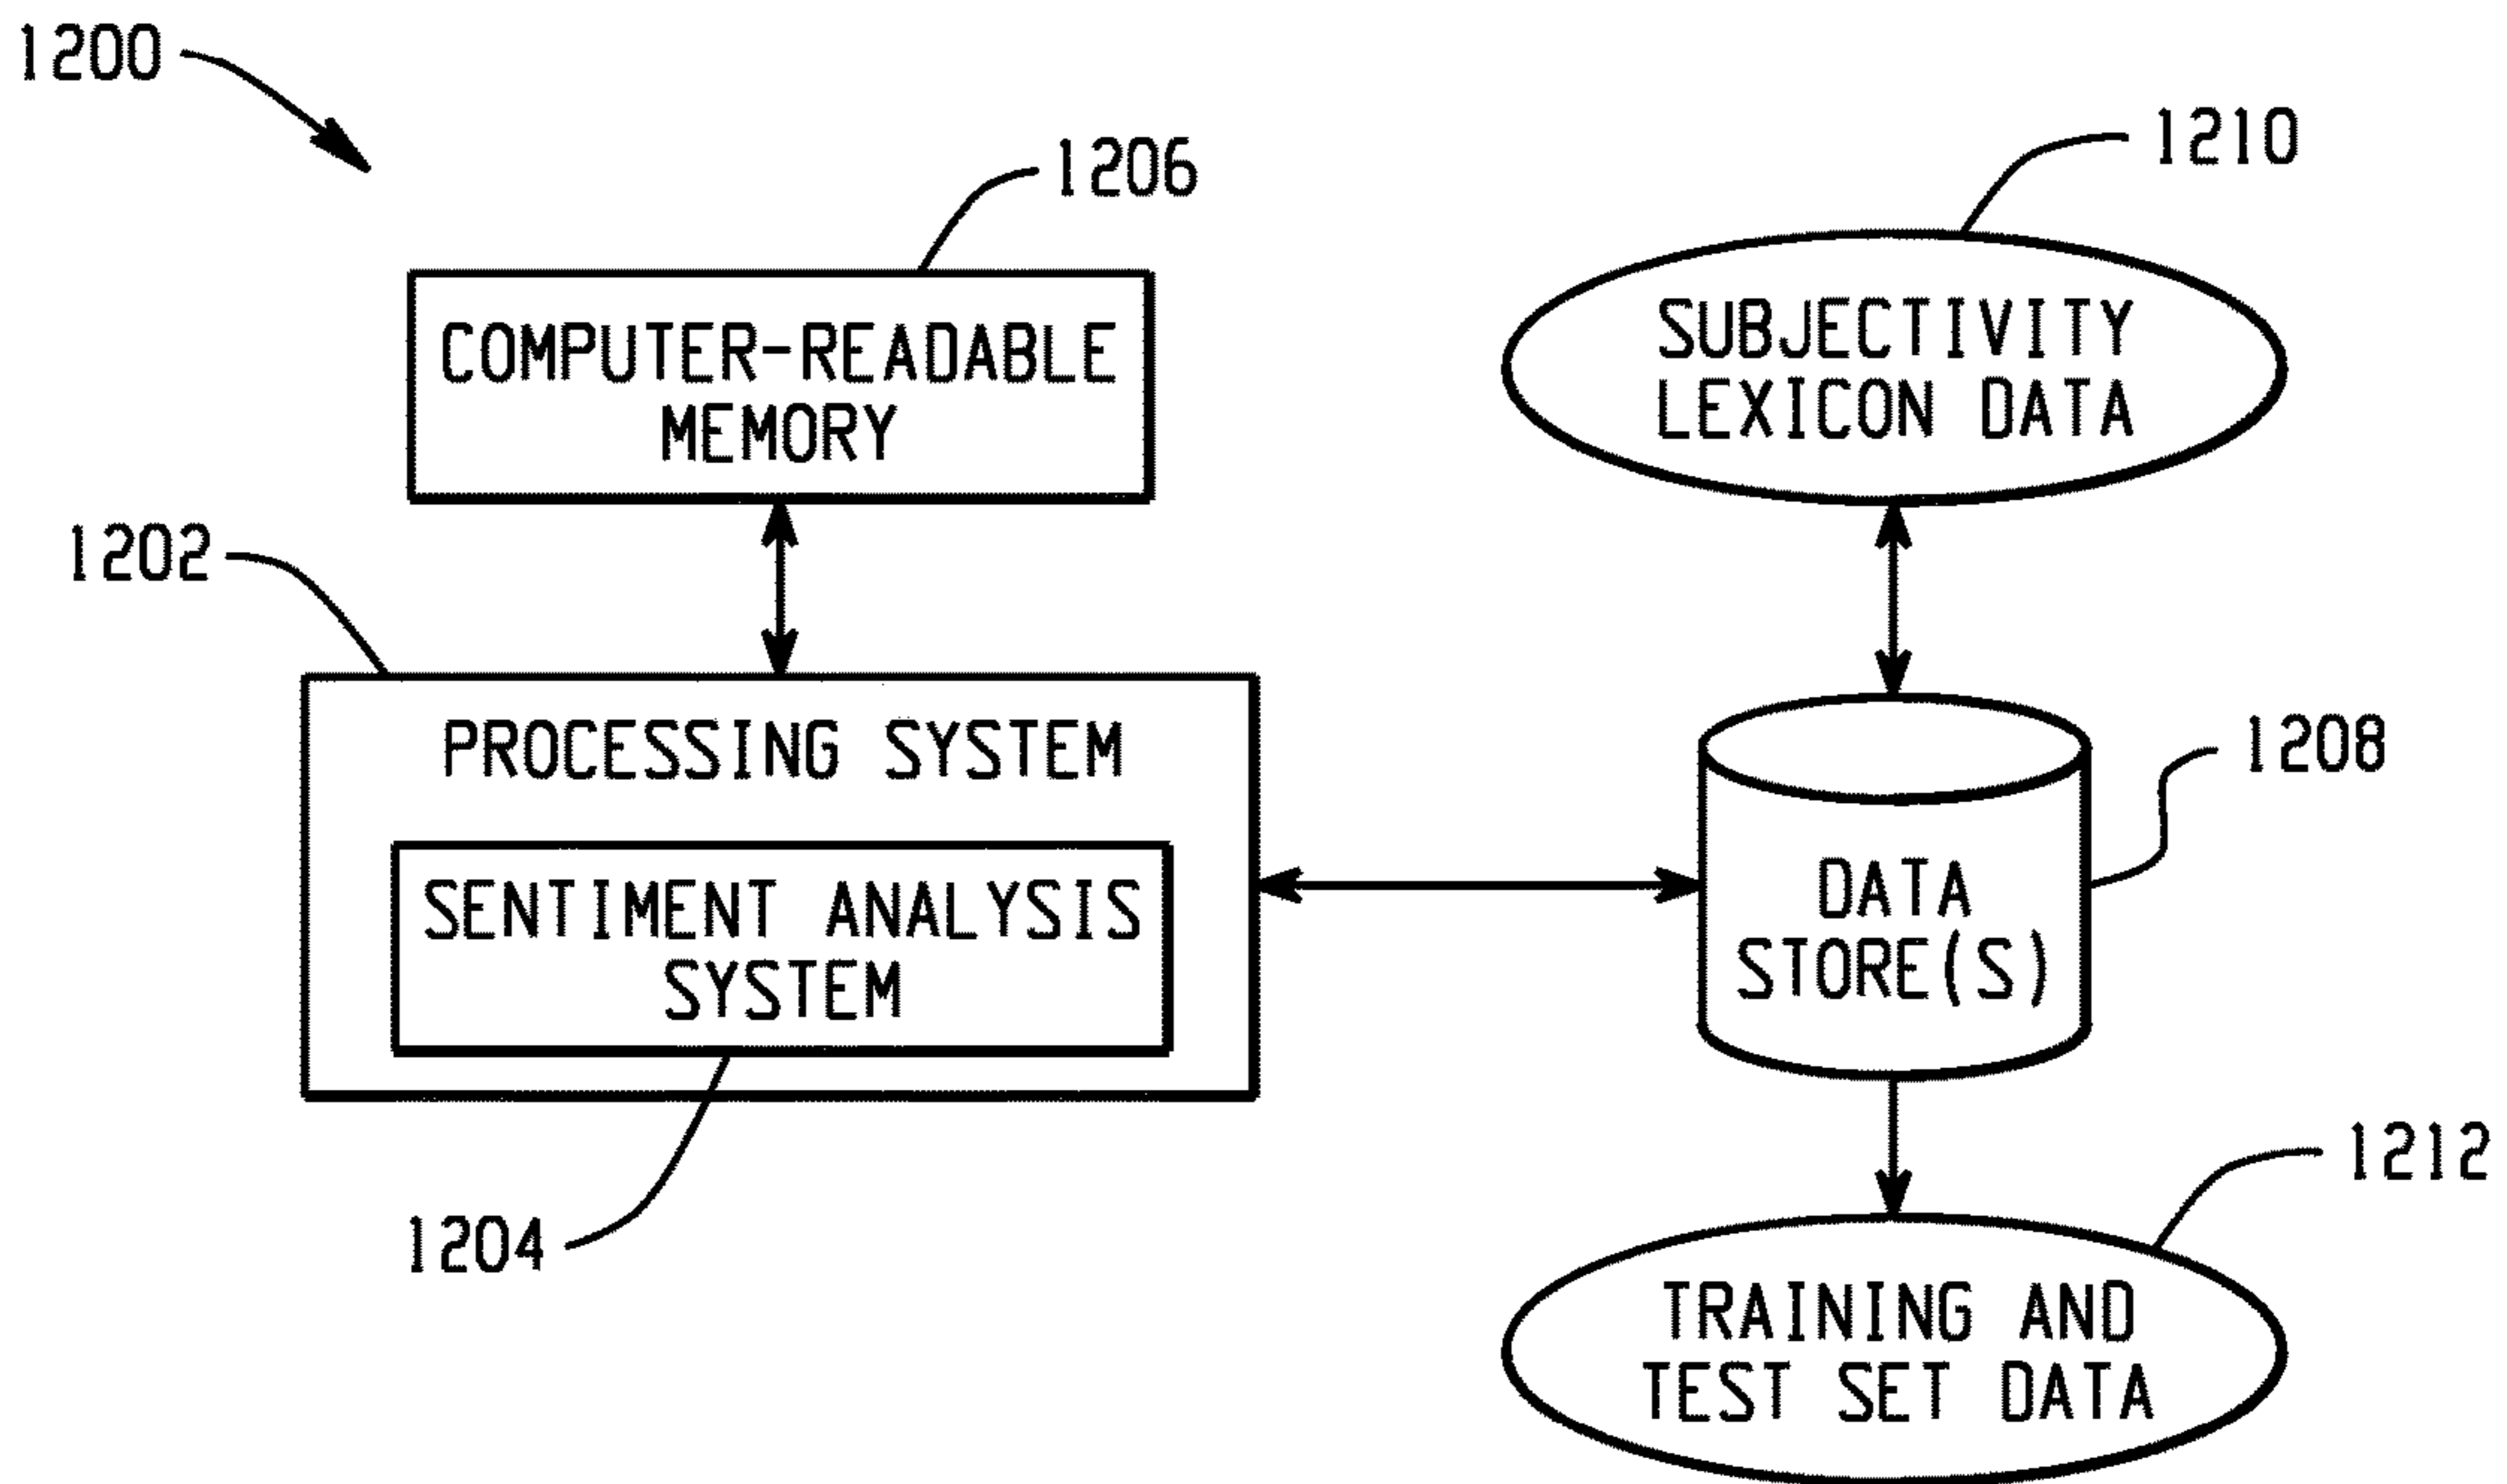 1200
1206
1210
COMPUTER-READABLE
MEMORY
SUBJECTIVITY
LEXICON DATA
1202
PROCESSING SYSTEM
SENTIMENT ANALYSIS
SYSTEM
1204
1208
DATA
STORE(S)
1212
TRAINING AND
TEST SET DATA